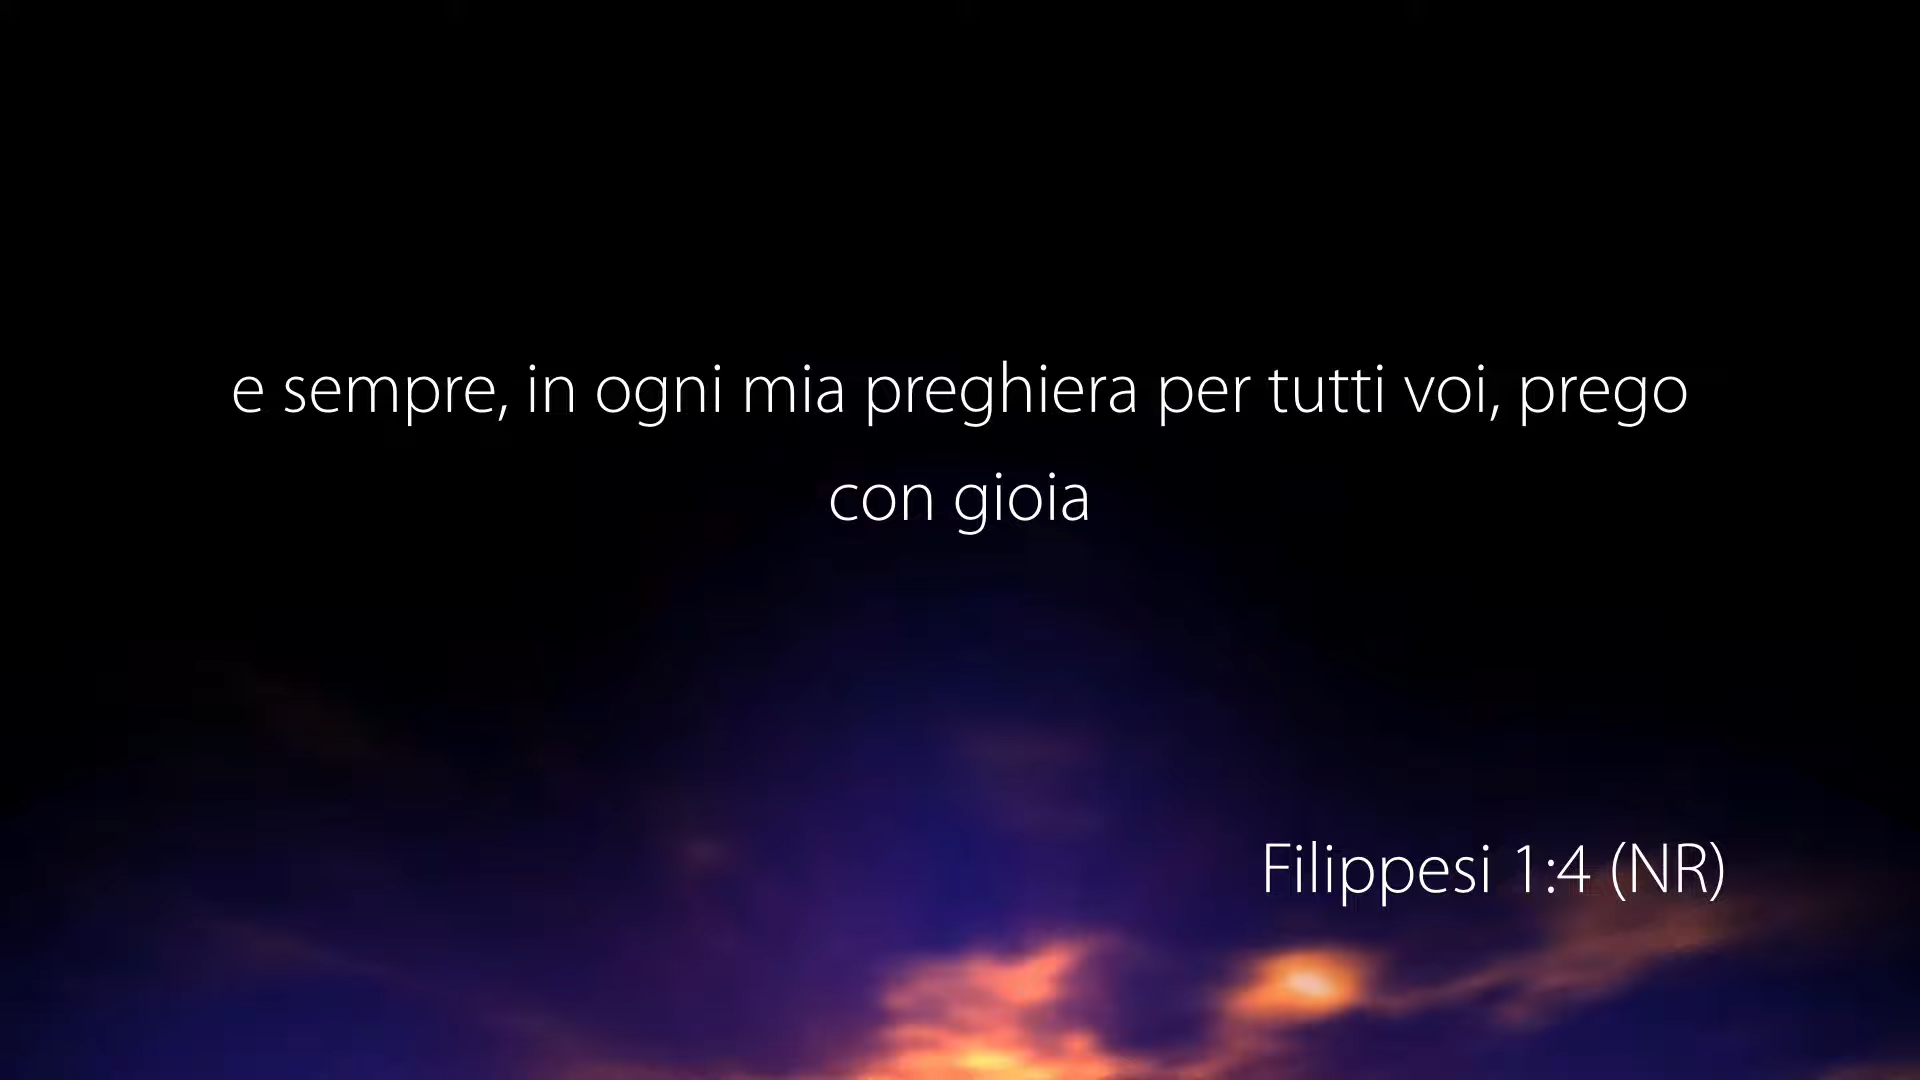 e sempre, in ogni mia preghiera per tutti voi, prego
con gioia
Filippesi 1:4 (NR)